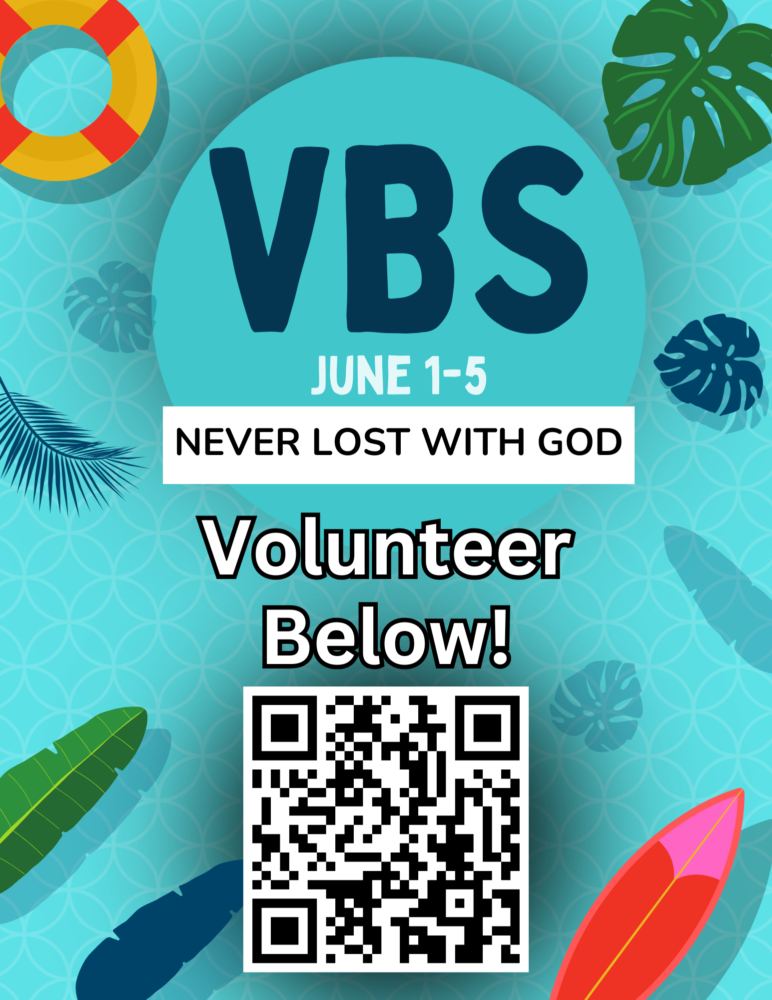 VBS
JUNE 1-5
NEVER LOST WITH GOD
Volunteer
Below!